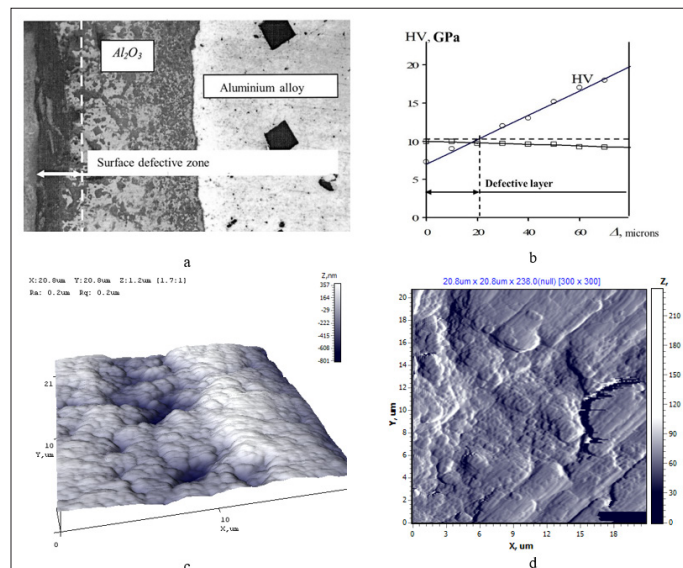 Al₂O₃
Aluminium alloy
Surface defective zone
a
HV, GPa
20
15
10
5
0
HV
Defective layer
0
20
40
60
Δ, microns
b
X:20.8um Y:20.8um Z:1.2um [1.7:1]
Ra: 0.2um Rq: 0.2um
Z,nm
357
164
-29
-222
-415
-608
-801
21
10
Y,um
0
10
X,um
c
20.8um x 20.8um x 238.0(null) [300 x 300]
Z,
210
180
150
120
90
60
30
0
20
18
16
14
12
10
8
6
4
2
0
Y, um
0
3
6
9
12
15
18
X, um
d